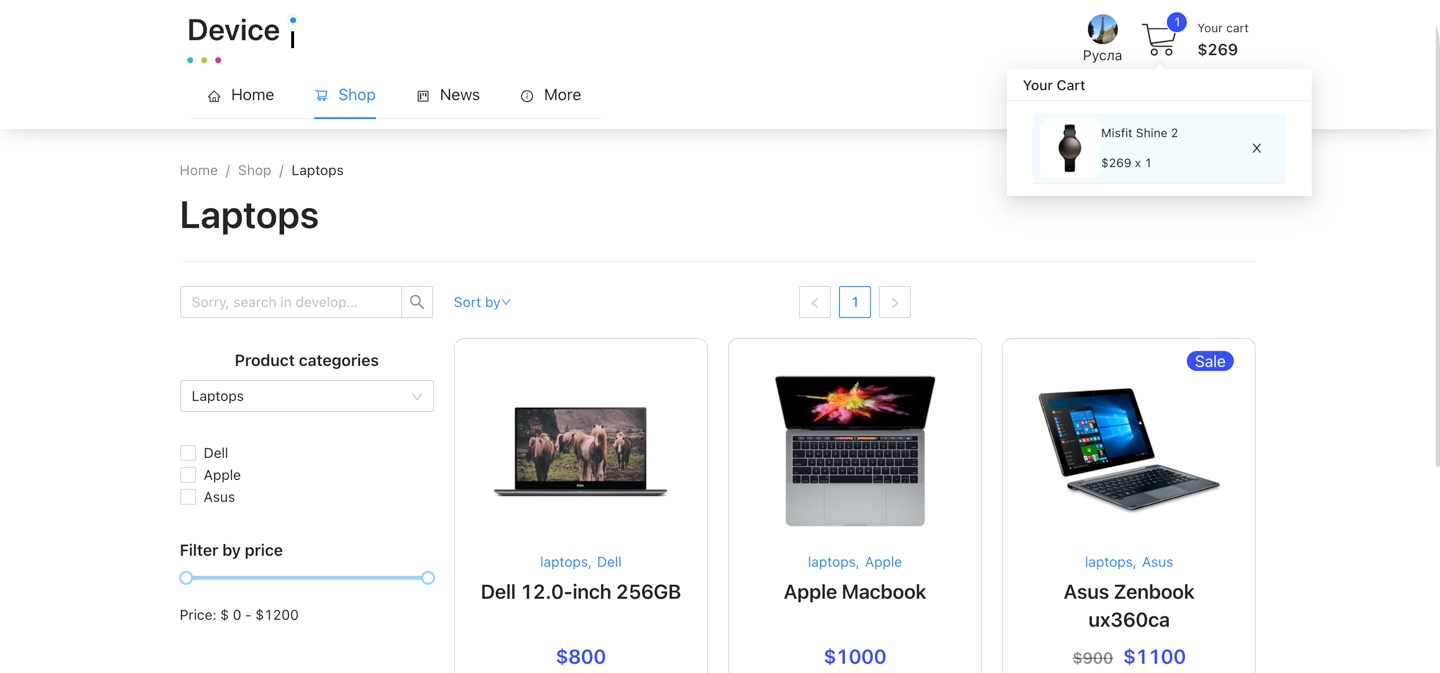 Device i
Русла
1
Your cart
$269
Home
Shop
News
More
Your Cart
Misfit Shine 2
$269 x 1
X
Home / Shop / Laptops
Laptops
Sorry, search in develop...
Sort by
< 1 >
Product categories
Laptops
Dell
Apple
Asus
Filter by price
Price: $ 0 - $1200
laptops, Dell
Dell 12.0-inch 256GB
$800
laptops, Apple
Apple Macbook
$1000
Sale
laptops, Asus
Asus Zenbook
ux360ca
$900 $1100